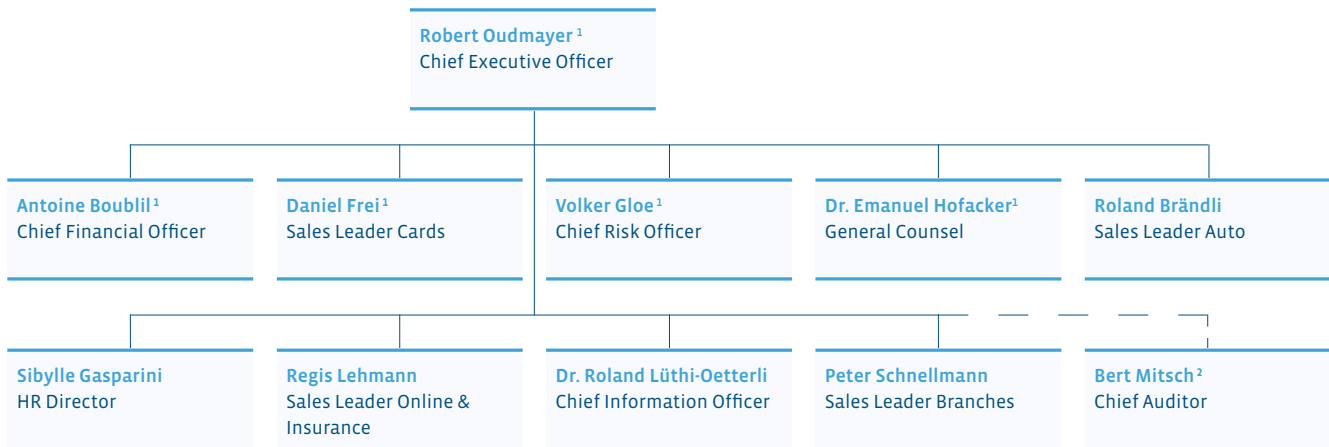 Robert Oudmayer ¹
Chief Executive Officer
Antoine Boublil ¹
Chief Financial Officer
Daniel Frei ¹
Sales Leader Cards
Volker Gloe ¹
Chief Risk Officer
Dr. Emanuel Hofacker¹
General Counsel
Roland Brändli
Sales Leader Auto
Sibylle Gasparini
HR Director
Regis Lehmann
Sales Leader Online &
Insurance
Dr. Roland Lüthi-Oetterli
Chief Information Officer
Peter Schnellmann
Sales Leader Branches
Bert Mitsch ²
Chief Auditor